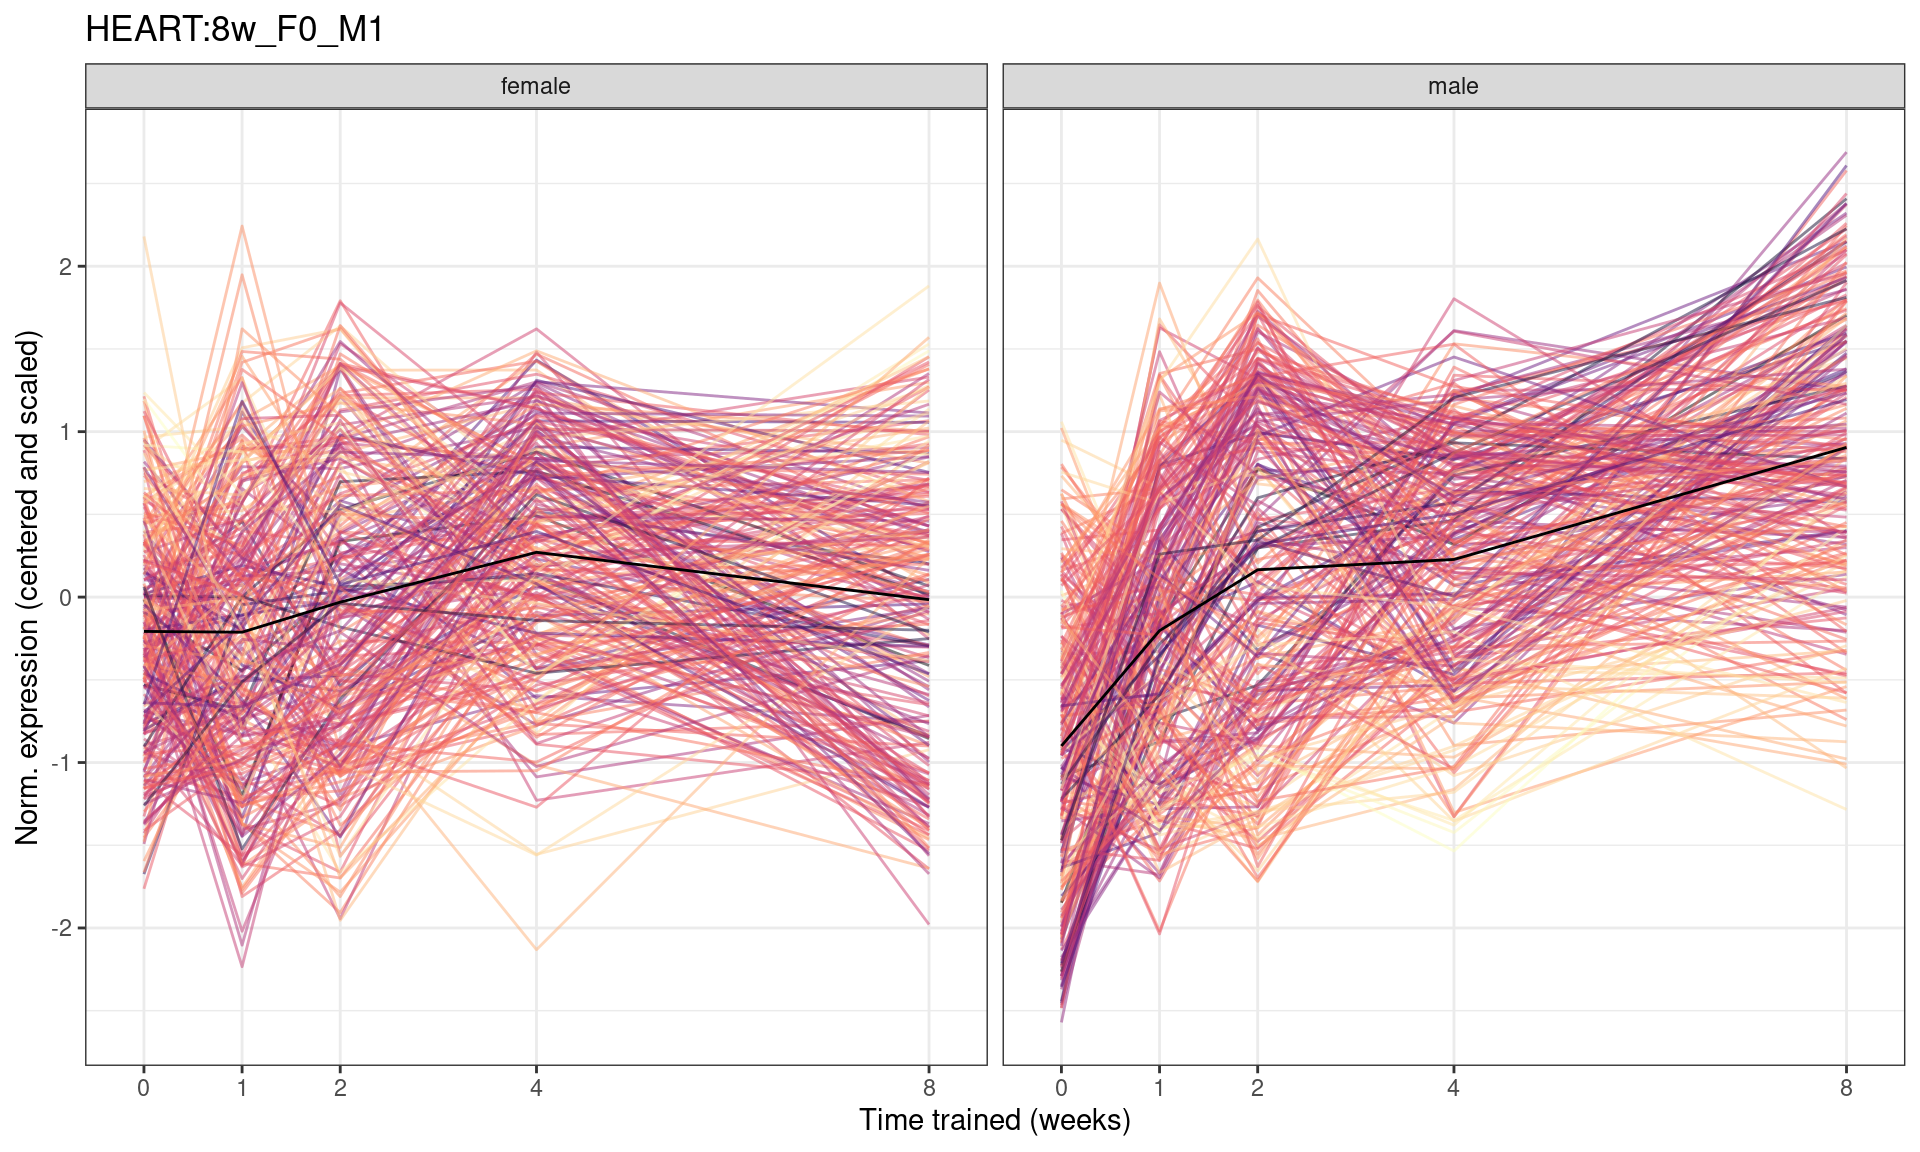 HEART:8w_F0_M1
female
male
Norm. expression (centered and scaled)
2
1
0
-1
-2
0 1 2 4 8
0 1 2 4 8
Time trained (weeks)